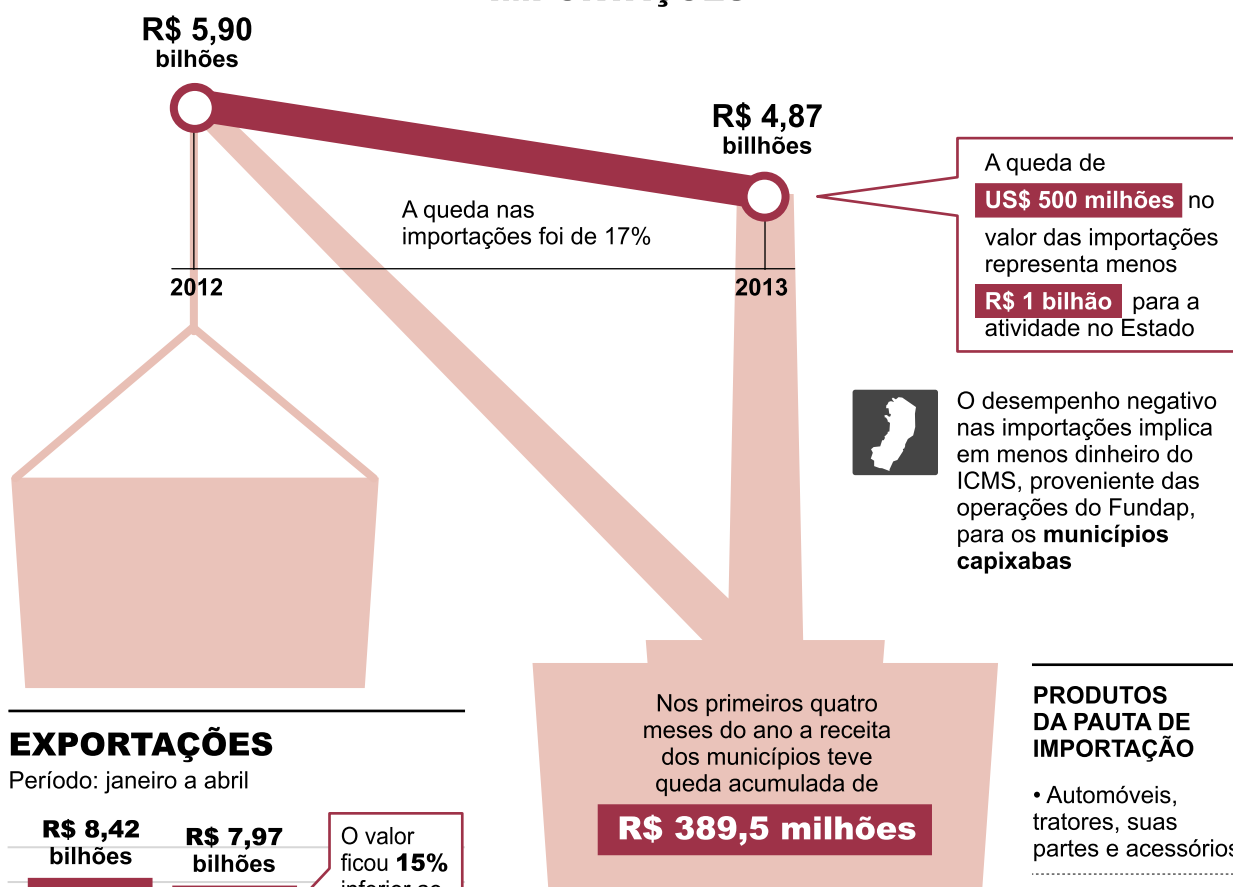 R$ 5,90
bilhões
R$ 4,87
billhões
A queda nas
importações foi de 17%
2012
2013
A queda de
US$ 500 milhões no
valor das importações
representa menos
R$ 1 bilhão para a
atividade no Estado
O desempenho negativo
nas importações implica
em menos dinheiro do
ICMS, proveniente das
operações do Fundap,
para os municípios
capixabas
EXPORTAÇÕES
Período: janeiro a abril
R$ 8,42
bilhões
R$ 7,97
bilhões
O valor
ficou 15%
inferior ao
Nos primeiros quatro
meses do ano a receita
dos municípios teve
queda acumulada de
R$ 389,5 milhões
PRODUTOS
DA PAUTA DE
IMPORTAÇÃO
• Automóveis,
tratores, suas
partes e acessórios